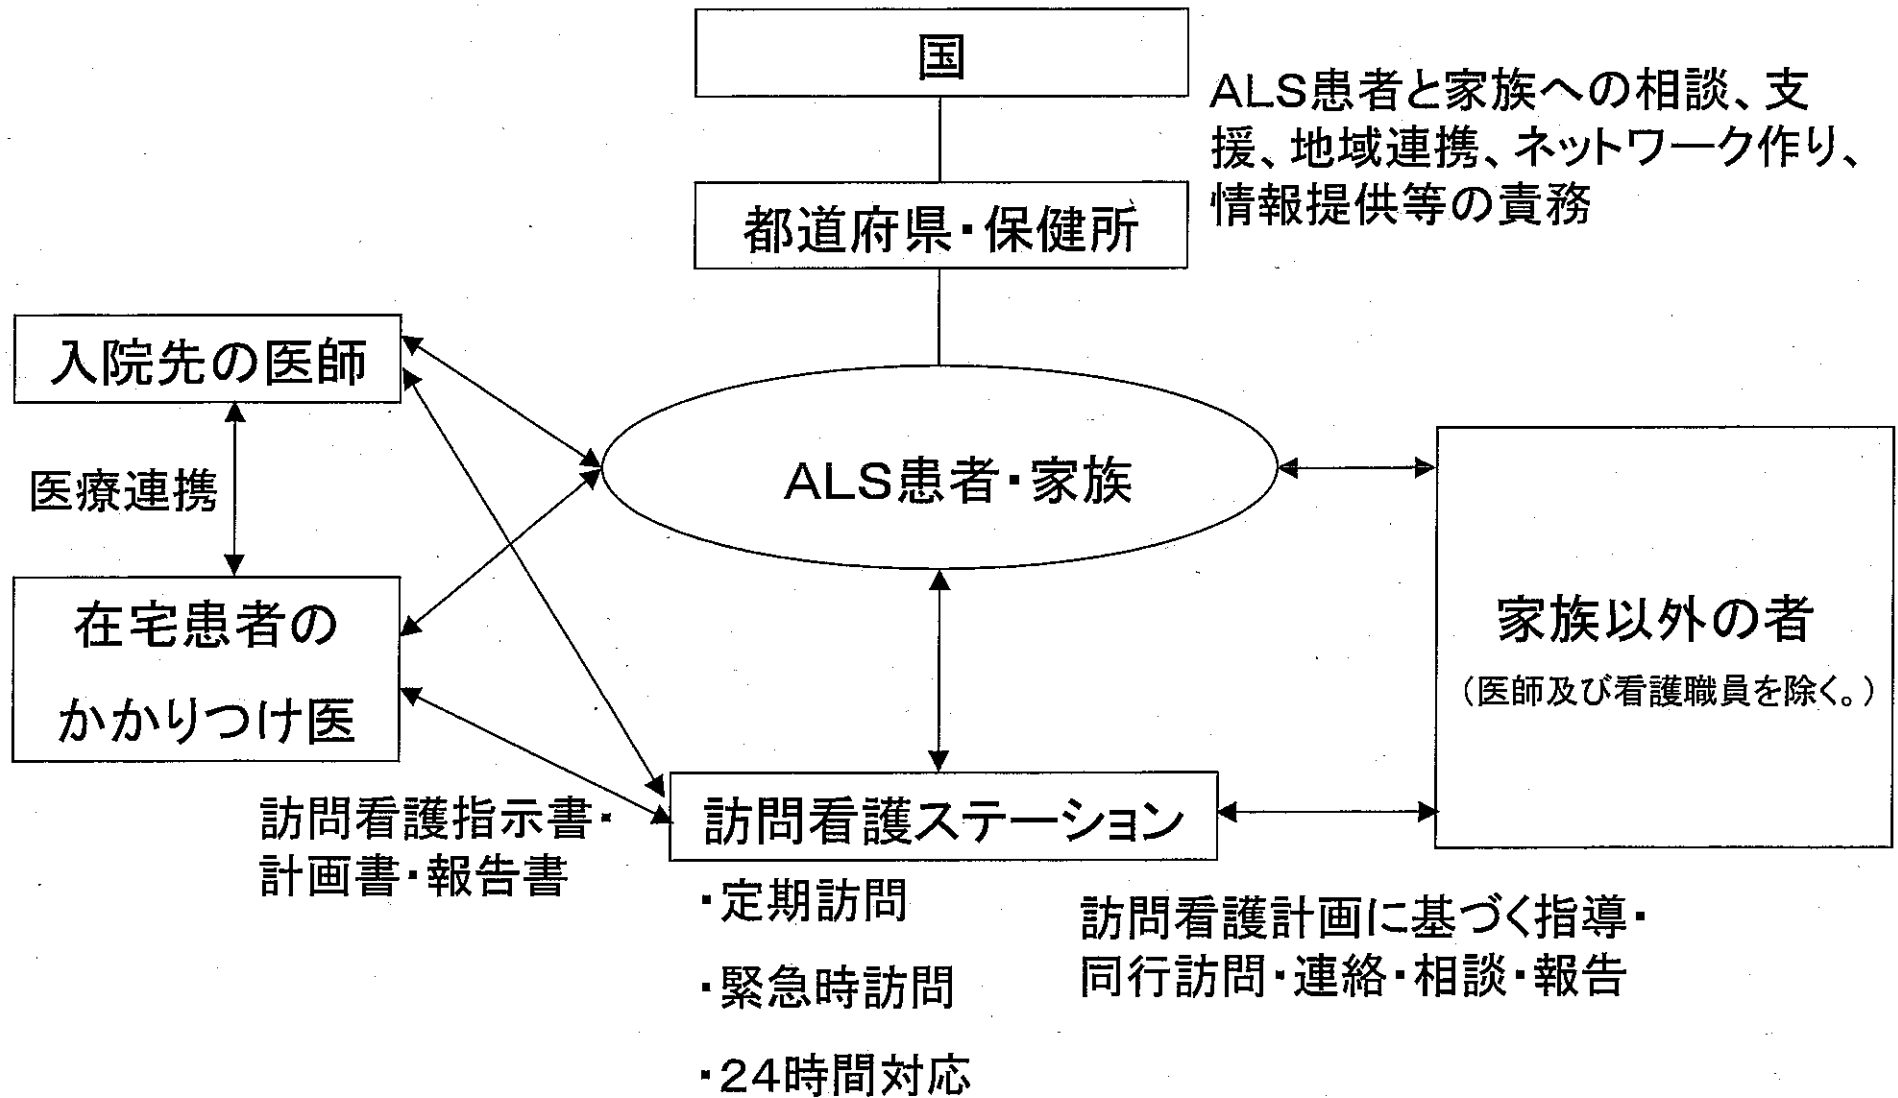 国
ALS患者と家族への相談、支
援、地域連携、ネットワーク作り、
情報提供等の責務
都道府県・保健所
入院先の医師
医療連携
ALS患者・家族
在宅患者の
かかりつけ医
家族以外の者
（医師及び看護職員を除く。）
訪問看護指示書・
計画書・報告書
訪問看護ステーション
・定期訪問
・緊急時訪問
・24時間対応
訪問看護計画に基づく指導・
同行訪問・連絡・相談・報告